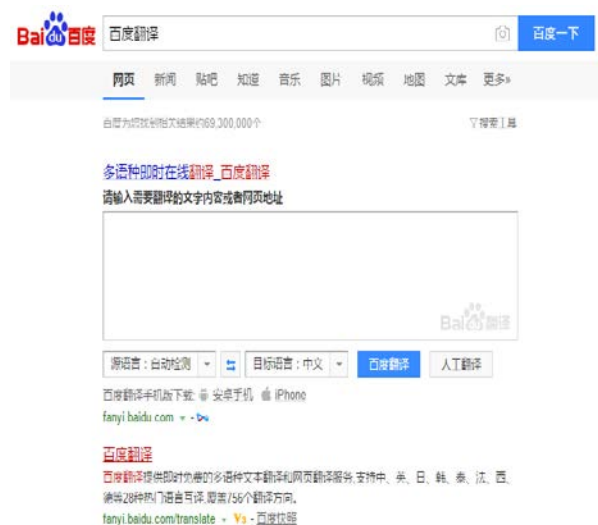 Bai du 百度 百度翻译 百度一下
网页 新闻 贴吧 知道 音乐 图片 视频 地图 文库 更多»
百度为您找到相关结果约69,300,000个 搜索工具
多语种即时在线翻译_百度翻译
请输入需要翻译的文字内容或者网页地址
Bai du 翻译
源语言：自动检测 目标语言：中文 百度翻译 人工翻译
百度翻译手机版下载: 安卓手机 iPhone
fanyi.baidu.com
百度翻译
百度翻译提供即时免费的多语种文本翻译和网页翻译服务,支持中、英、日、韩、泰、法、西、
德等28种热门语言互译,覆盖756个翻译方向。
fanyi.baidu.com/translate - V3 - 百度快照